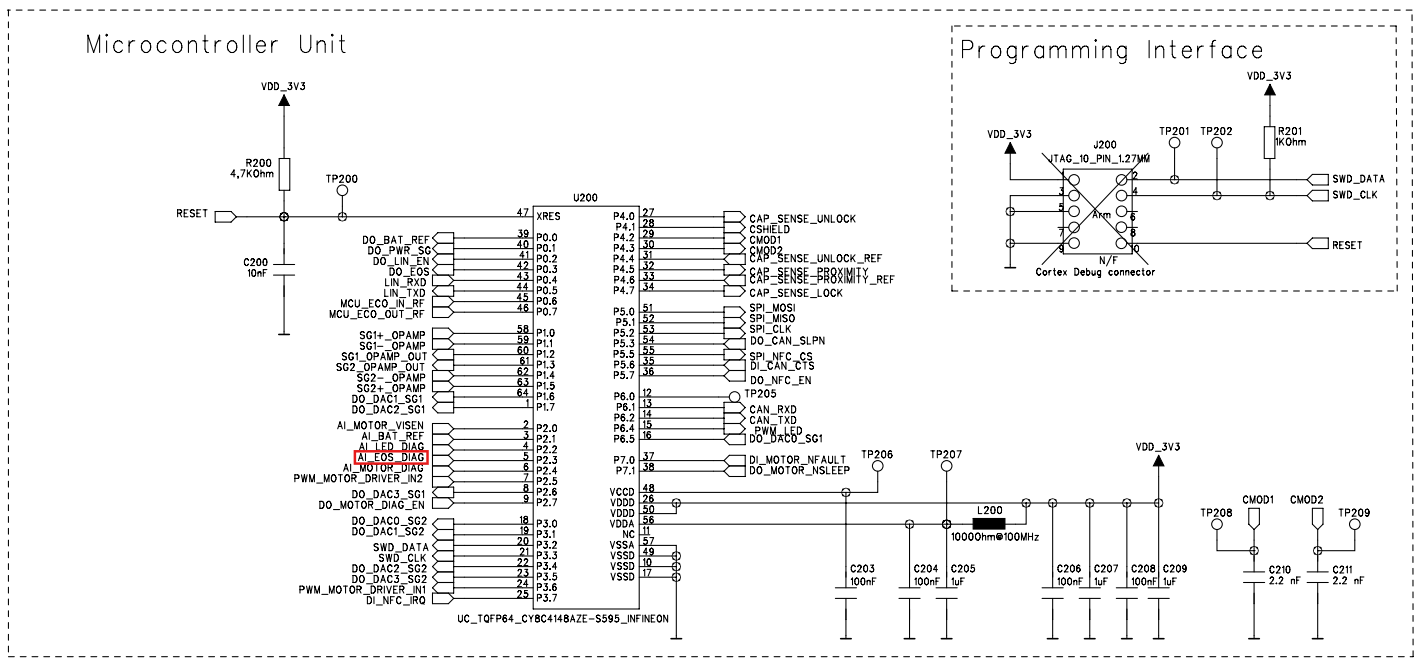 Microcontroller Unit
Programming Interface
VDD_3V3
R200
4,7KOhm
TP200
RESET
C200
10nF
U200
47 XRES
DO_BAT_REF 39 P0.0
DO_PWR_SG 40 P0.1
DO_LIN_EN 41 P0.2
DO_EOS 42 P0.3
LIN_RXD 43 P0.4
LIN_TXD 44 P0.5
MCU_ECO_IN_RF 45 P0.6
MCU_ECO_OUT_RF 46 P0.7
SG1+_OPAMP 58 P1.0
SG1-_OPAMP 59 P1.1
SG1_OPAMP_OUT 60 P1.2
SG2_OPAMP_OUT 61 P1.3
SG2-_OPAMP 62 P1.4
SG2+_OPAMP 63 P1.5
DO_DAC1_SG1 64 P1.6
DO_DAC2_SG1 1 P1.7
AI_MOTOR_VISEN 2 P2.0
AI_BAT_REF 3 P2.1
AI_LED_DIAG 4 P2.2
AI_EOS_DIAG 5 P2.3
AI_MOTOR_DIAG 6 P2.4
PWM_MOTOR_DRIVER_IN2 7 P2.5
DO_DAC3_SG1 8 P2.6
DO_MOTOR_DIAG_EN 9 P2.7
DO_DAC0_SG2 18 P3.0
DO_DAC1_SG2 19 P3.1
SWD_DATA 20 P3.2
SWD_CLK 21 P3.3
DO_DAC2_SG2 22 P3.4
DO_DAC3_SG2 23 P3.5
PWM_MOTOR_DRIVER_IN1 24 P3.6
DI_NFC_IRQ 25 P3.7
P4.0 27 CAP_SENSE_UNLOCK
P4.1 28 CSHIELD
P4.2 29 CMOD1
P4.3 30 CMOD2
P4.4 31 CAP_SENSE_UNLOCK_REF
P4.5 32 CAP_SENSE_PROXIMITY
P4.6 33 CAP_SENSE_PROXIMITY_REF
P4.7 34 CAP_SENSE_LOCK
P5.0 51 SPI_MOSI
P5.1 52 SPI_MISO
P5.2 53 SPI_CLK
P5.3 54 DO_CAN_SLPN
P5.5 55 SPI_NFC_CS
P5.6 35 DI_CAN_CTS
P5.7 36 DO_NFC_EN
P6.0 12 TP205
P6.1 13 CAN_RXD
P6.2 14 CAN_TXD
P6.4 15 PWM_LED
P6.5 16 DO_DAC0_SG1
P7.0 37 DI_MOTOR_NFAULT
P7.1 38 DO_MOTOR_NSLEEP
VCCD 48
VDDD 26
VDDD 50
VDDA 56
NC 11
VSSA 57
VSSD 49
VSSD 10
VSSD 17
UC_TQFP64_CY8C4148AZE-S595_INFINEON
TP206
TP207
L200
1000Ohm@100MHz
VDD_3V3
C203
100nF
C204
100nF
C205
1uF
C206
100nF
C207
1uF
C208
100nF
C209
1uF
CMOD1
CMOD2
TP208
TP209
C210
2.2 nF
C211
2.2 nF
VDD_3V3
VDD_3V3
R201
1KOhm
TP201
TP202
J200
JTAG_10_PIN_1.27MM
2
3
4
5
6
7
8
9
10
Arm
N/F
Cortex Debug connector
SWD_DATA
SWD_CLK
RESET